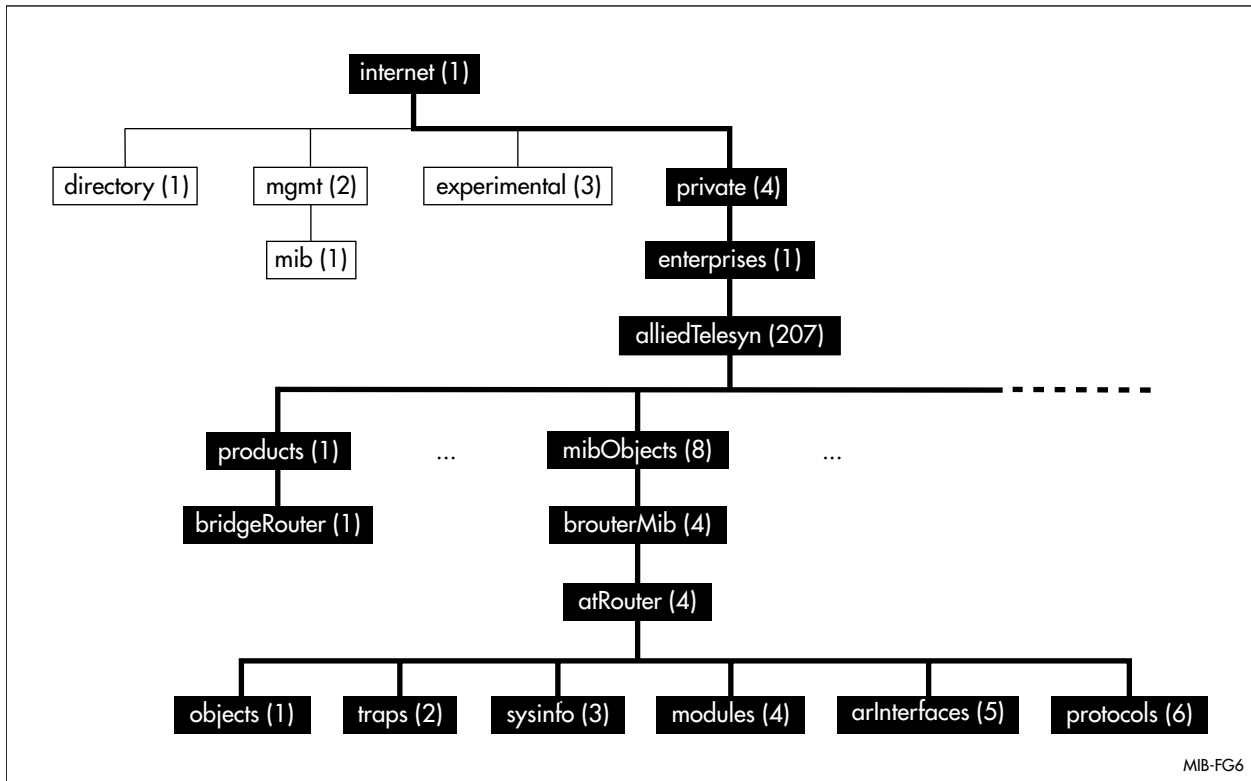 internet (1)
directory (1)
mgmt (2)
experimental (3)
private (4)
mib (1)
enterprises (1)
alliedTelesyn (207)
products (1)
...
mibObjects (8)
...
bridgeRouter (1)
brouterMib (4)
atRouter (4)
objects (1)
traps (2)
sysinfo (3)
modules (4)
arInterfaces (5)
protocols (6)
MIB-FG6